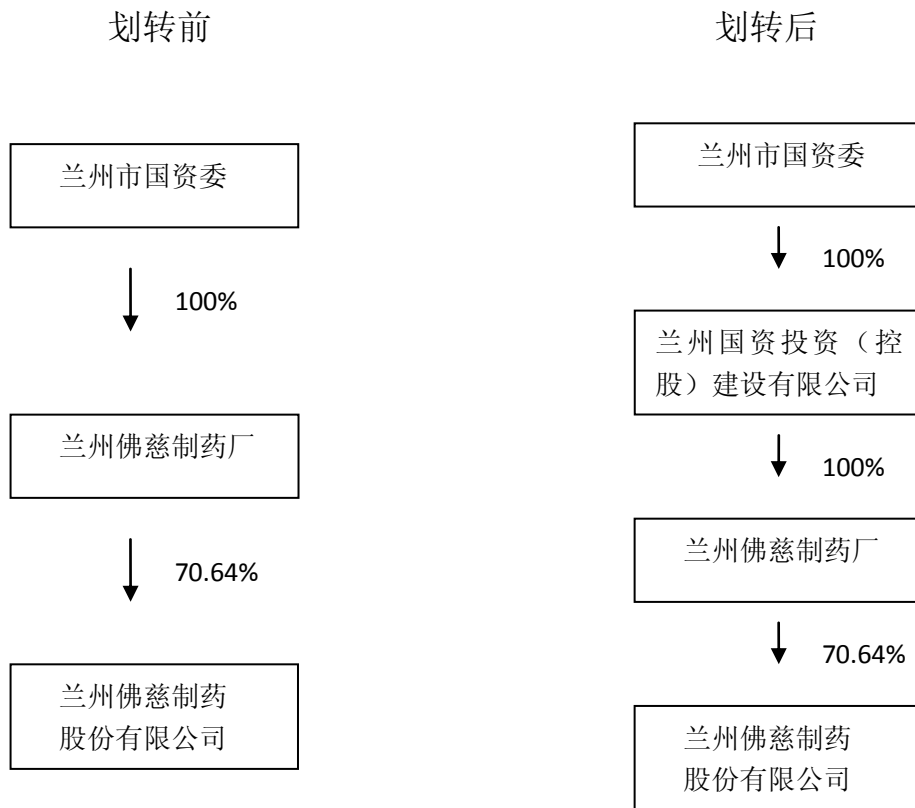 划转前
兰州市国资委
100%
兰州佛慈制药厂
70.64%
兰州佛慈制药
股份有限公司
划转后
兰州市国资委
100%
兰州国资投资（控
股）建设有限公司
100%
兰州佛慈制药厂
70.64%
兰州佛慈制药
股份有限公司